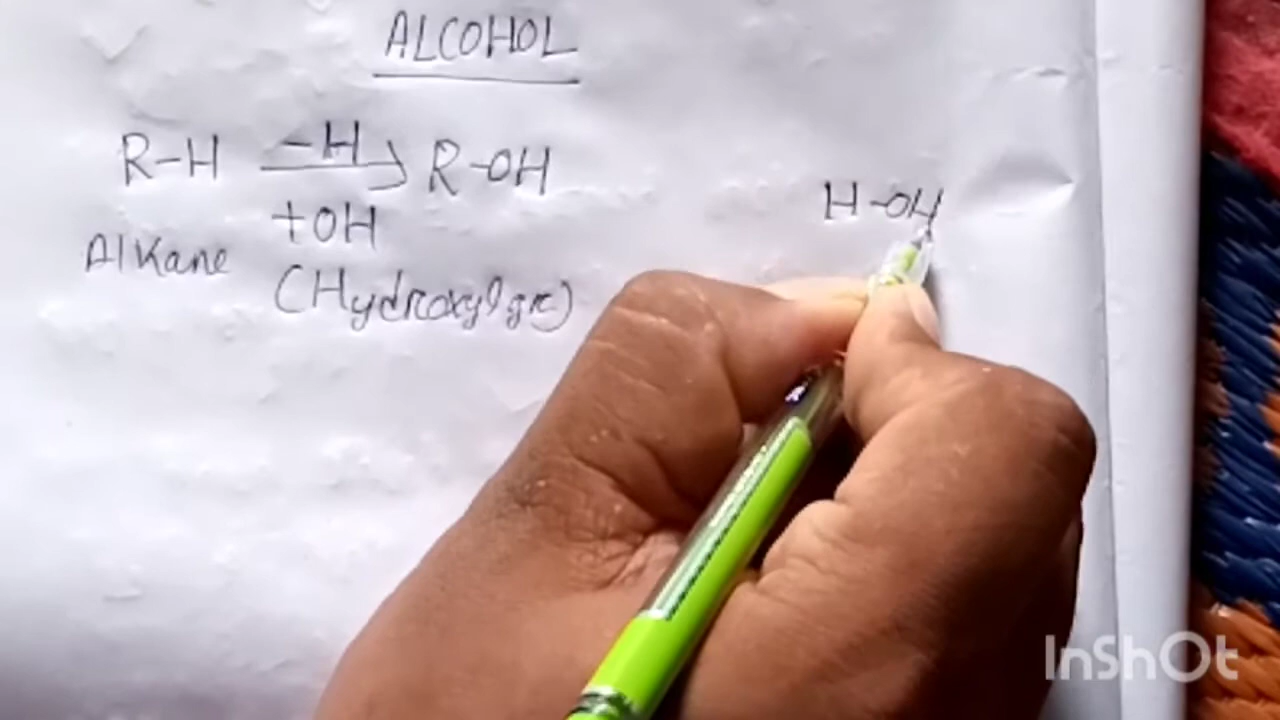 ALCOHOL
R-H -H → R-OH
+OH
Alkane
(Hydroxyl gr)
H-OH
InShOt